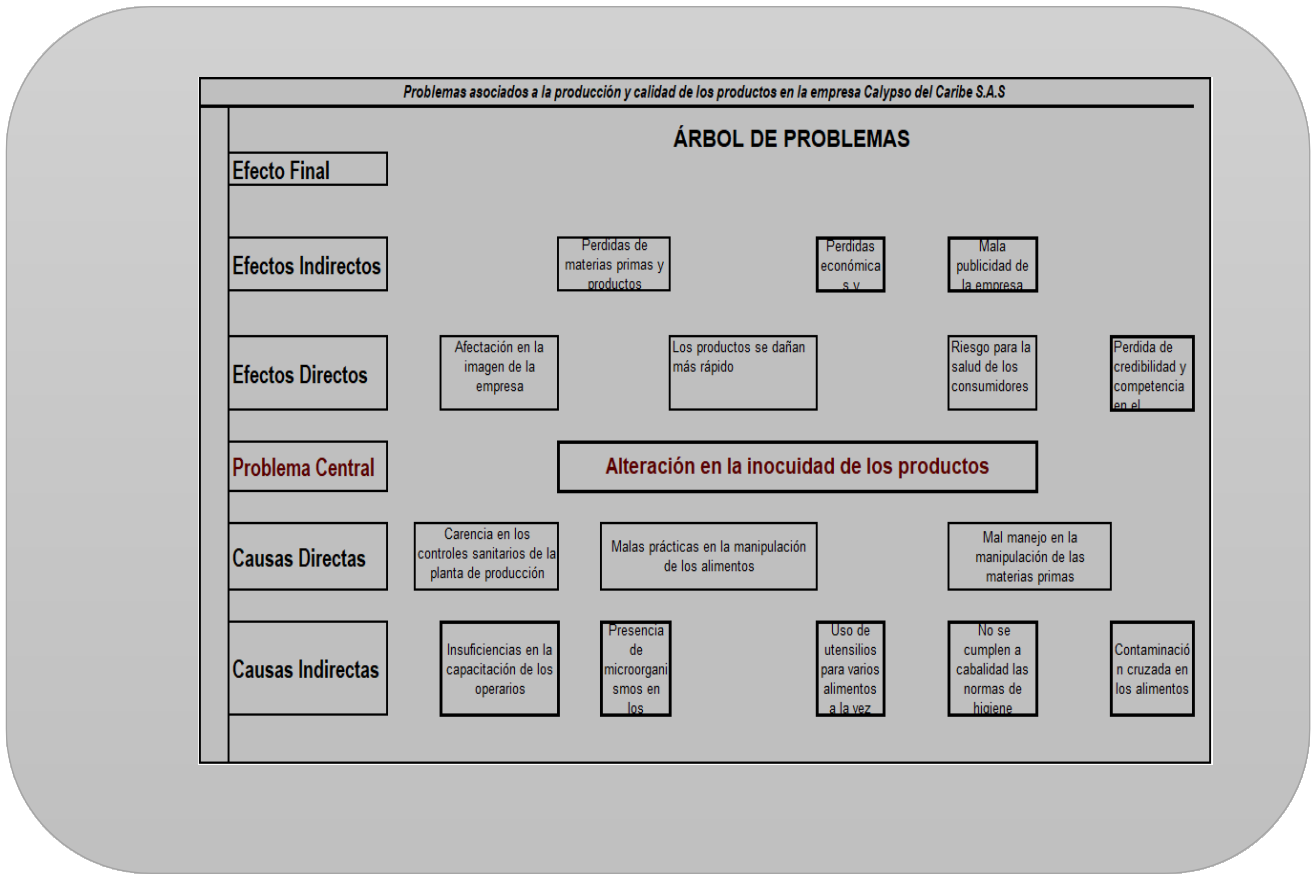 Problemas asociados a la producción y calidad de los productos en la empresa Calypso del Caribe S.A.S
ÁRBOL DE PROBLEMAS
Efecto Final
Efectos Indirectos
Perdidas de
materias primas y
productos
Perdidas
económica
s y
Mala
publicidad de
la empresa
Efectos Directos
Afectación en la
imagen de la
empresa
Los productos se dañan
más rápido
Riesgo para la
salud de los
consumidores
Perdida de
credibilidad y
competencia
en el
Problema Central
Alteración en la inocuidad de los productos
Causas Directas
Carencia en los
controles sanitarios de la
planta de producción
Malas prácticas en la manipulación
de los alimentos
Mal manejo en la
manipulación de las
materias primas
Causas Indirectas
Insuficiencias en la
capacitación de los
operarios
Presencia
de
microorgani
smos en
los
Uso de
utensilios
para varios
alimentos
a la vez
No se
cumplen a
cabalidad las
normas de
higiene
Contaminació
n cruzada en
los alimentos